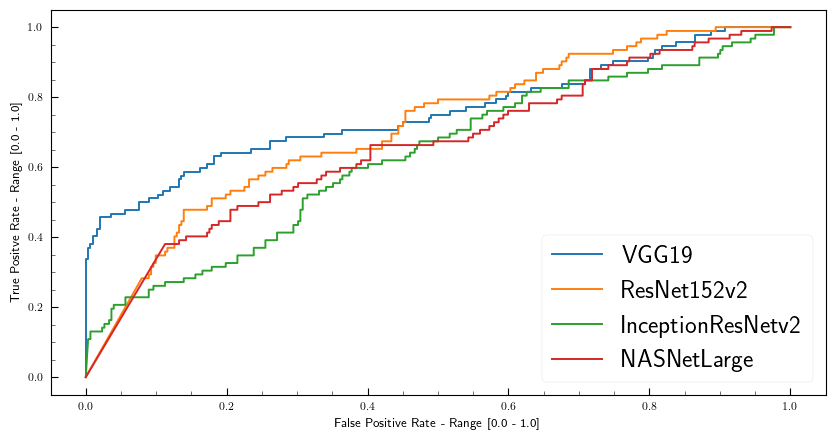 True Positve Rate - Range [0.0 - 1.0]
1.0
0.8
0.6
0.4
0.2
0.0
VGG19
ResNet152v2
InceptionResNetv2
NASNetLarge
0.0 0.2 0.4 0.6 0.8 1.0
False Positive Rate - Range [0.0 - 1.0]